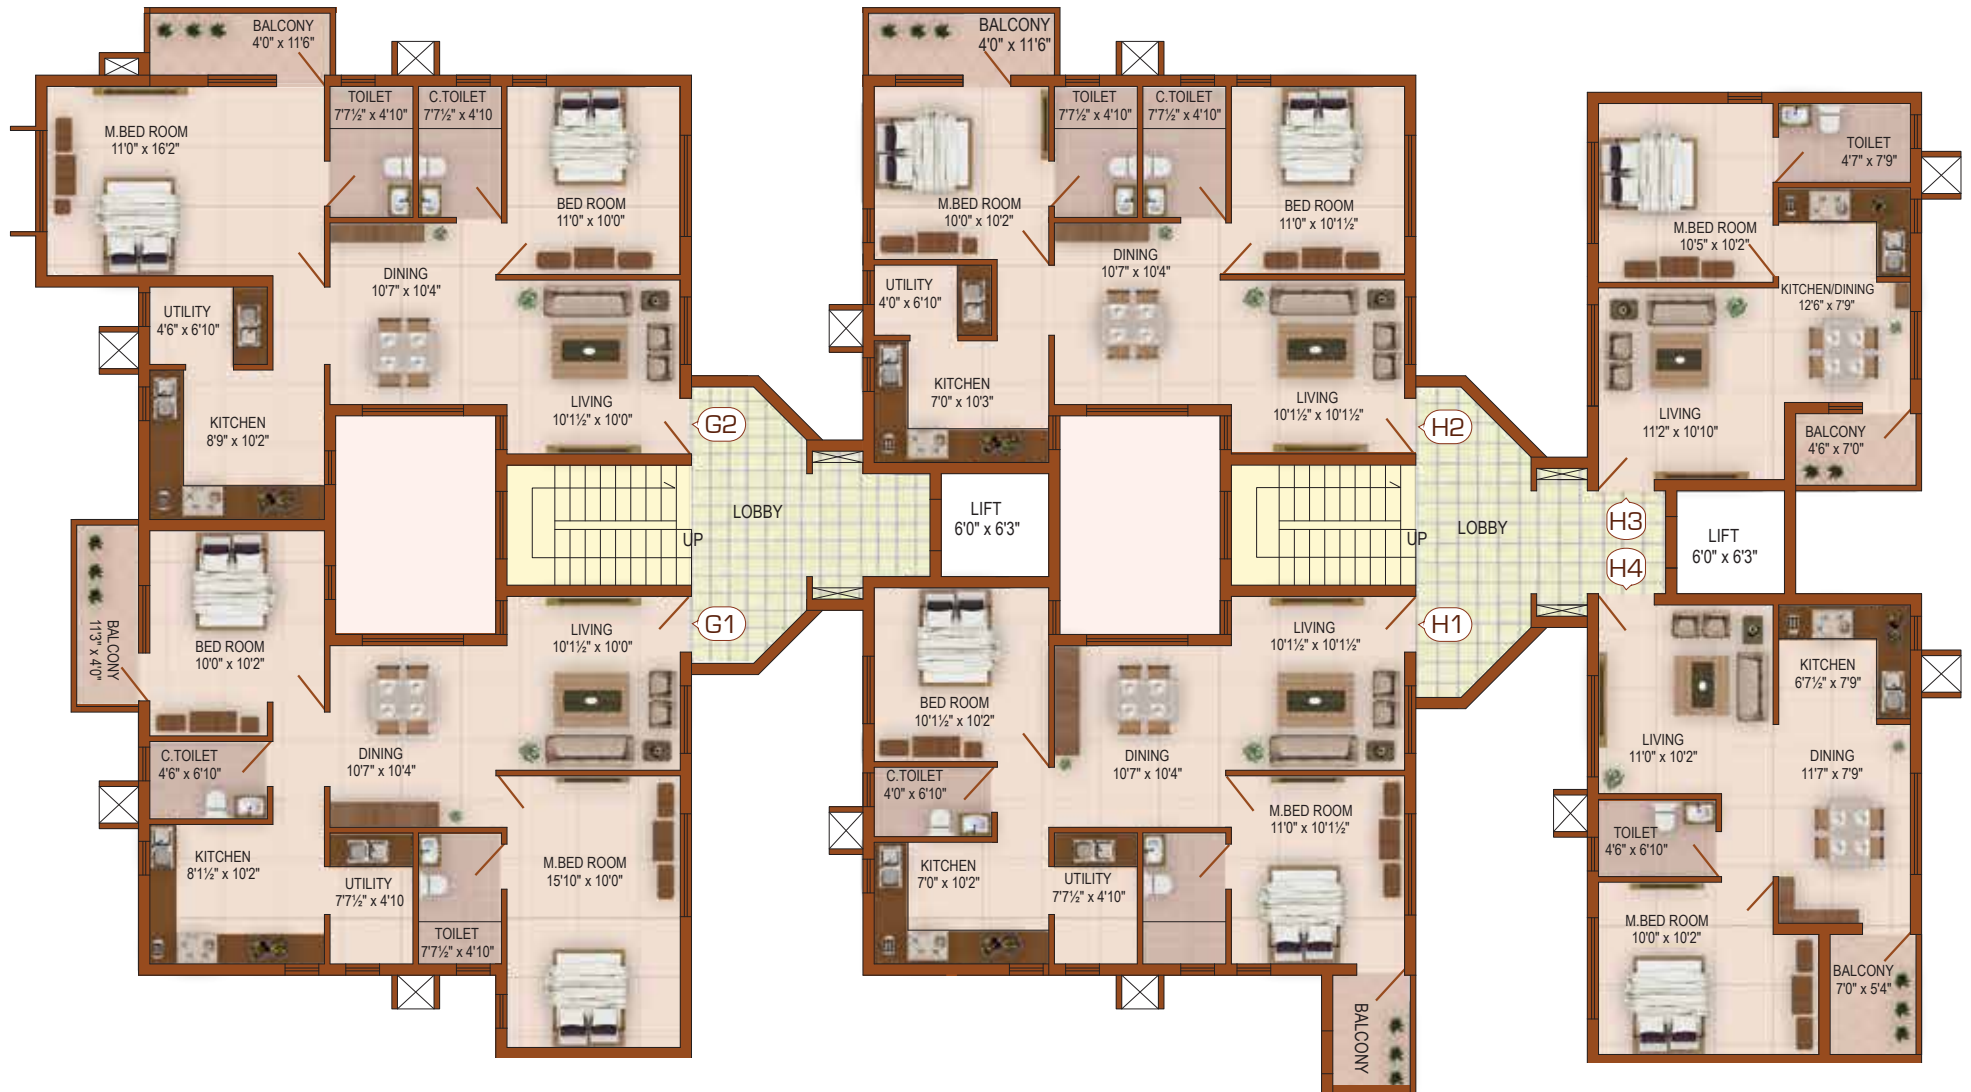 BALCONY
4'0" x 11'6"
TOILET
7'7½" x 4'10"
C.TOILET
7'7½" x 4'10
M.BED ROOM
11'0" x 16'2"
BED ROOM
11'0" x 10'0"
DINING
10'7" x 10'4"
UTILITY
4'6" x 6'10"
LIVING
10'1½" x 10'0"
KITCHEN
8'9" x 10'2"
G2
LOBBY
UP
LIFT
6'0" x 6'3"
G1
BALCONY
11'3" x 4'0"
BED ROOM
10'0" x 10'2"
LIVING
10'1½" x 10'0"
C.TOILET
4'6" x 6'10"
DINING
10'7" x 10'4"
KITCHEN
8'1½" x 10'2"
UTILITY
7'7½" x 4'10
TOILET
7'7½" x 4'10"
M.BED ROOM
15'10" x 10'0"
BALCONY
4'0" x 11'6"
TOILET
7'7½" x 4'10"
C.TOILET
7'7½" x 4'10
M.BED ROOM
10'0" x 10'2"
BED ROOM
11'0" x 10'1½"
DINING
10'7" x 10'4"
UTILITY
4'0" x 6'10"
KITCHEN
7'0" x 10'3"
LIVING
10'1½" x 10'1½"
H2
LOBBY
UP
H1
BED ROOM
10'1½" x 10'2"
LIVING
10'1½" x 10'1½"
DINING
10'7" x 10'4"
C.TOILET
4'0" x 6'10"
M.BED ROOM
11'0" x 10'1½"
KITCHEN
7'0" x 10'2"
UTILITY
7'7½" x 4'10"
BALCONY
TOILET
4'7" x 7'9"
M.BED ROOM
10'5" x 10'2"
KITCHEN/DINING
12'6" x 7'9"
LIVING
11'2" x 10'10"
BALCONY
4'6" x 7'0"
H3
H4
LIFT
6'0" x 6'3"
KITCHEN
6'7½" x 7'9"
LIVING
11'0" x 10'2"
DINING
11'7" x 7'9"
TOILET
4'6" x 6'10"
M.BED ROOM
10'0" x 10'2"
BALCONY
7'0" x 5'4"